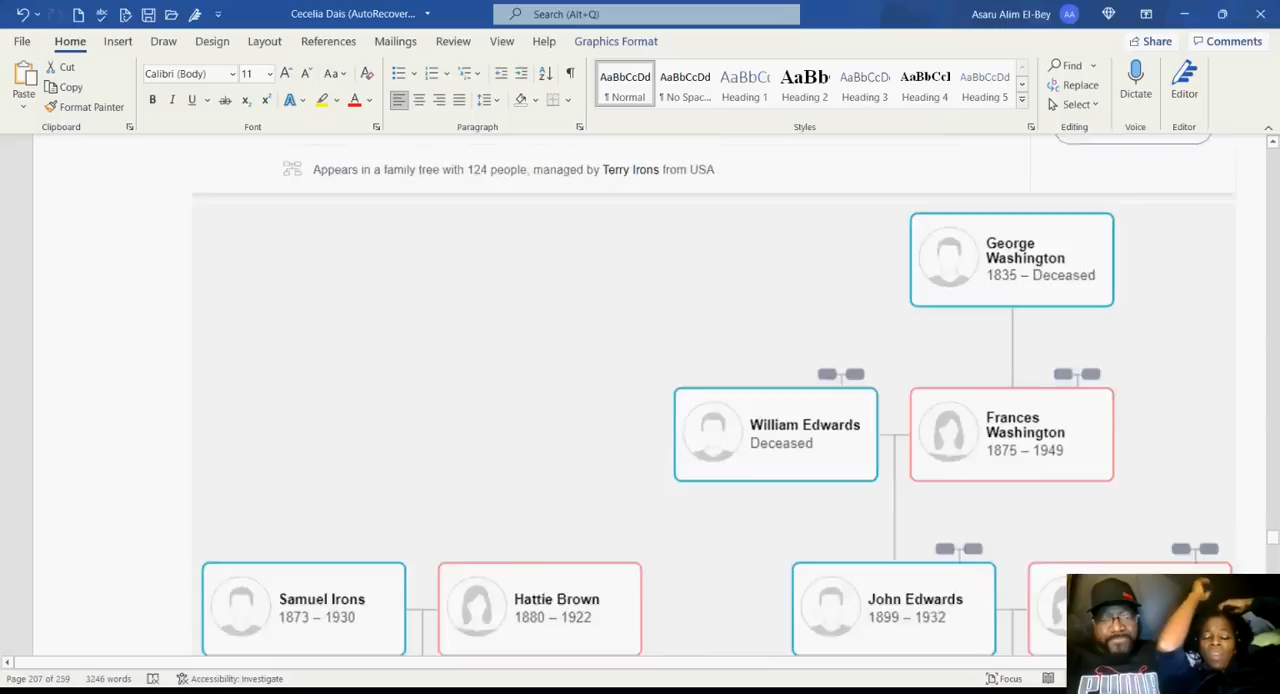 Cecelia Dais (AutoRecover...
Search (Alt+Q)
Asaru Alim El-Bey
AA
File
Home
Insert
Draw
Design
Layout
References
Mailings
Review
View
Help
Graphics Format
Share
Comments
Paste
Cut
Copy
Format Painter
Calibri (Body)
11
AaBbCcDd
¶ Normal
AaBbCcDd
¶ No Spac...
AaBbC(
Heading 1
AaBb
Heading 2
AaBbCcDd
Heading 3
AaBbCcI
Heading 4
AaBbCcDd
Heading 5
Find
Replace
Select
Dictate
Editor
Clipboard
Font
Paragraph
Styles
Editing
Voice
Editor
Appears in a family tree with 124 people, managed by Terry Irons from USA
George
Washington
1835 – Deceased
William Edwards
Deceased
Frances
Washington
1875 – 1949
Samuel Irons
1873 – 1930
Hattie Brown
1880 – 1922
John Edwards
1899 – 1932
PUMA
Page 207 of 259
3246 words
Accessibility: Investigate
Focus